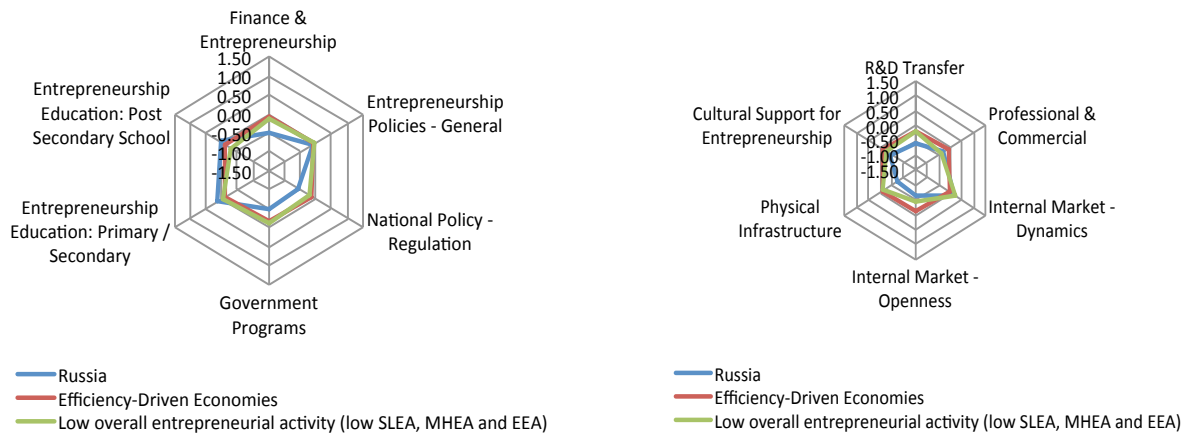 Finance &
Entrepreneurship
1.50
1.00
0.50
0.00
-0.50
-1.00
-1.50
Entrepreneurship
Policies - General
National Policy -
Regulation
Government
Programs
Entrepreneurship
Education: Primary /
Secondary
Entrepreneurship
Education: Post
Secondary School
Russia
Efficiency-Driven Economies
Low overall entrepreneurial activity (low SLEA, MHEA and EEA)
R&D Transfer
1.50
1.00
0.50
0.00
-0.50
-1.00
-1.50
Professional &
Commercial
Internal Market -
Dynamics
Internal Market -
Openness
Physical
Infrastructure
Cultural Support for
Entrepreneurship
Russia
Efficiency-Driven Economies
Low overall entrepreneurial activity (low SLEA, MHEA and EEA)